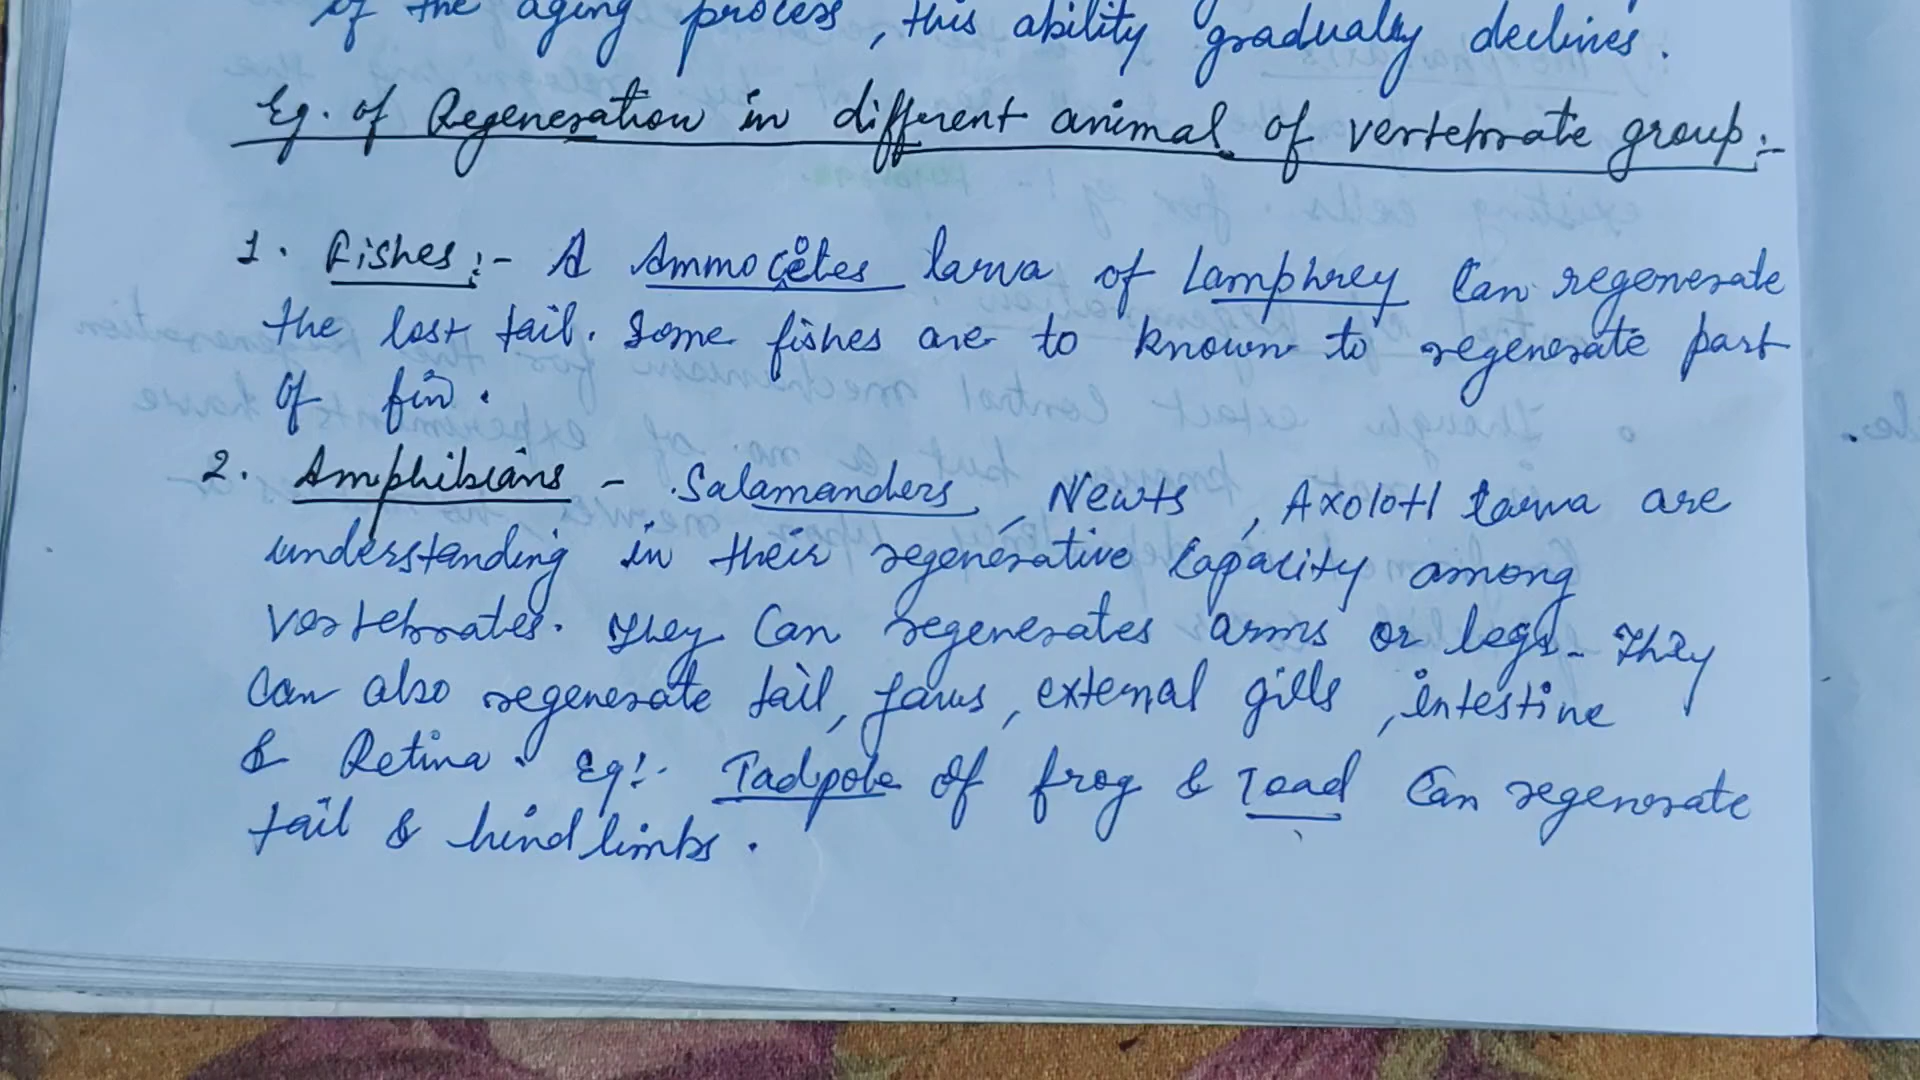 of the aging process, this ability gradually declines.
Eg. of Regeneration in different animal of vertebrate group:-
1. Fishes:- A Ammocetes larva of Lamphrey Can regenerate
the lost tail. Some fishes are to known to regenerate part
of fin.
2. Amphibians - Salamanders, Newts, Axolotl larva are
understanding in their regenerative Capacity among
vertebrates. They Can regenerates arms or legs. They
Can also regenerate tail, jaws, external gills, intestine
& Retina. Eg:- Tadpole of frog & Toad Can regenerate
tail & hind limbs.